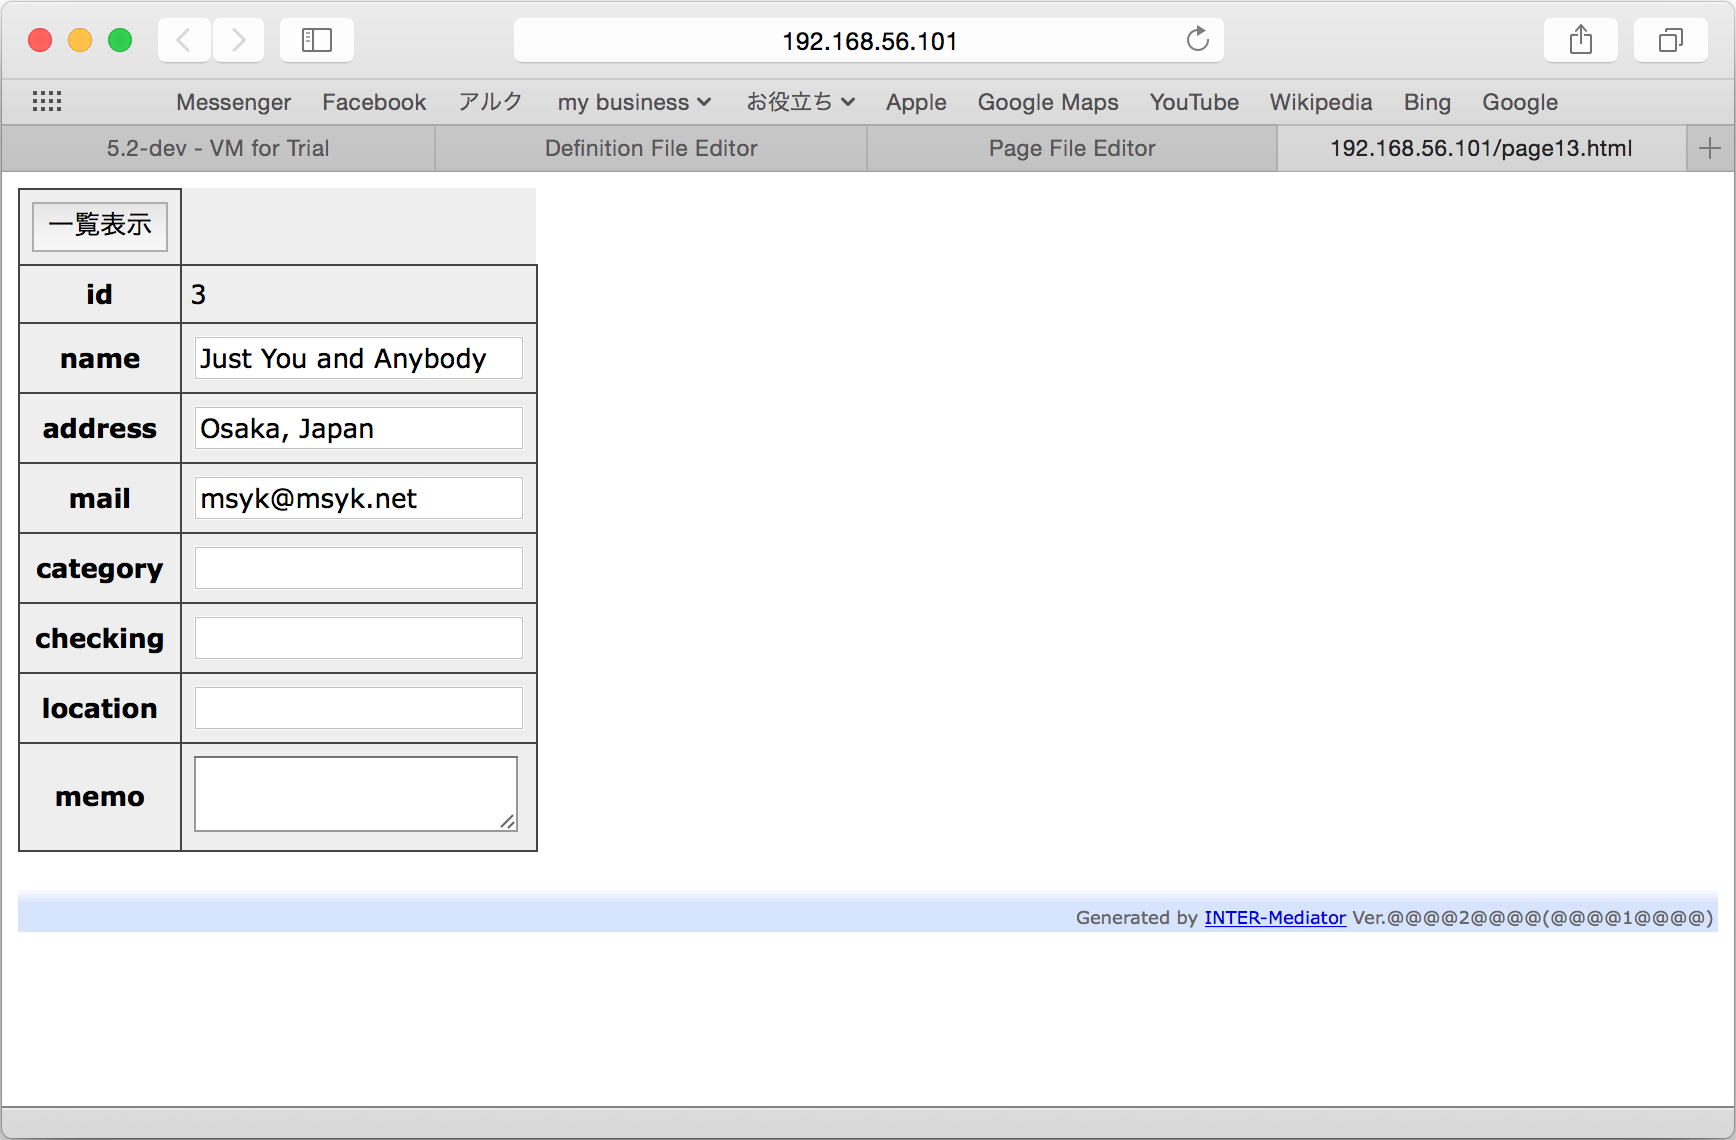 192.168.56.101
Messenger Facebook アルク my business お役立ち Apple Google Maps YouTube Wikipedia Bing Google
5.2-dev - VM for Trial Definition File Editor Page File Editor 192.168.56.101/page13.html
一覧表示
id 3
name Just You and Anybody
address Osaka, Japan
mail msyk@msyk.net
category
checking
location
memo
Generated by INTER-Mediator Ver.@@@@2@@@@(@@@@1@@@@)